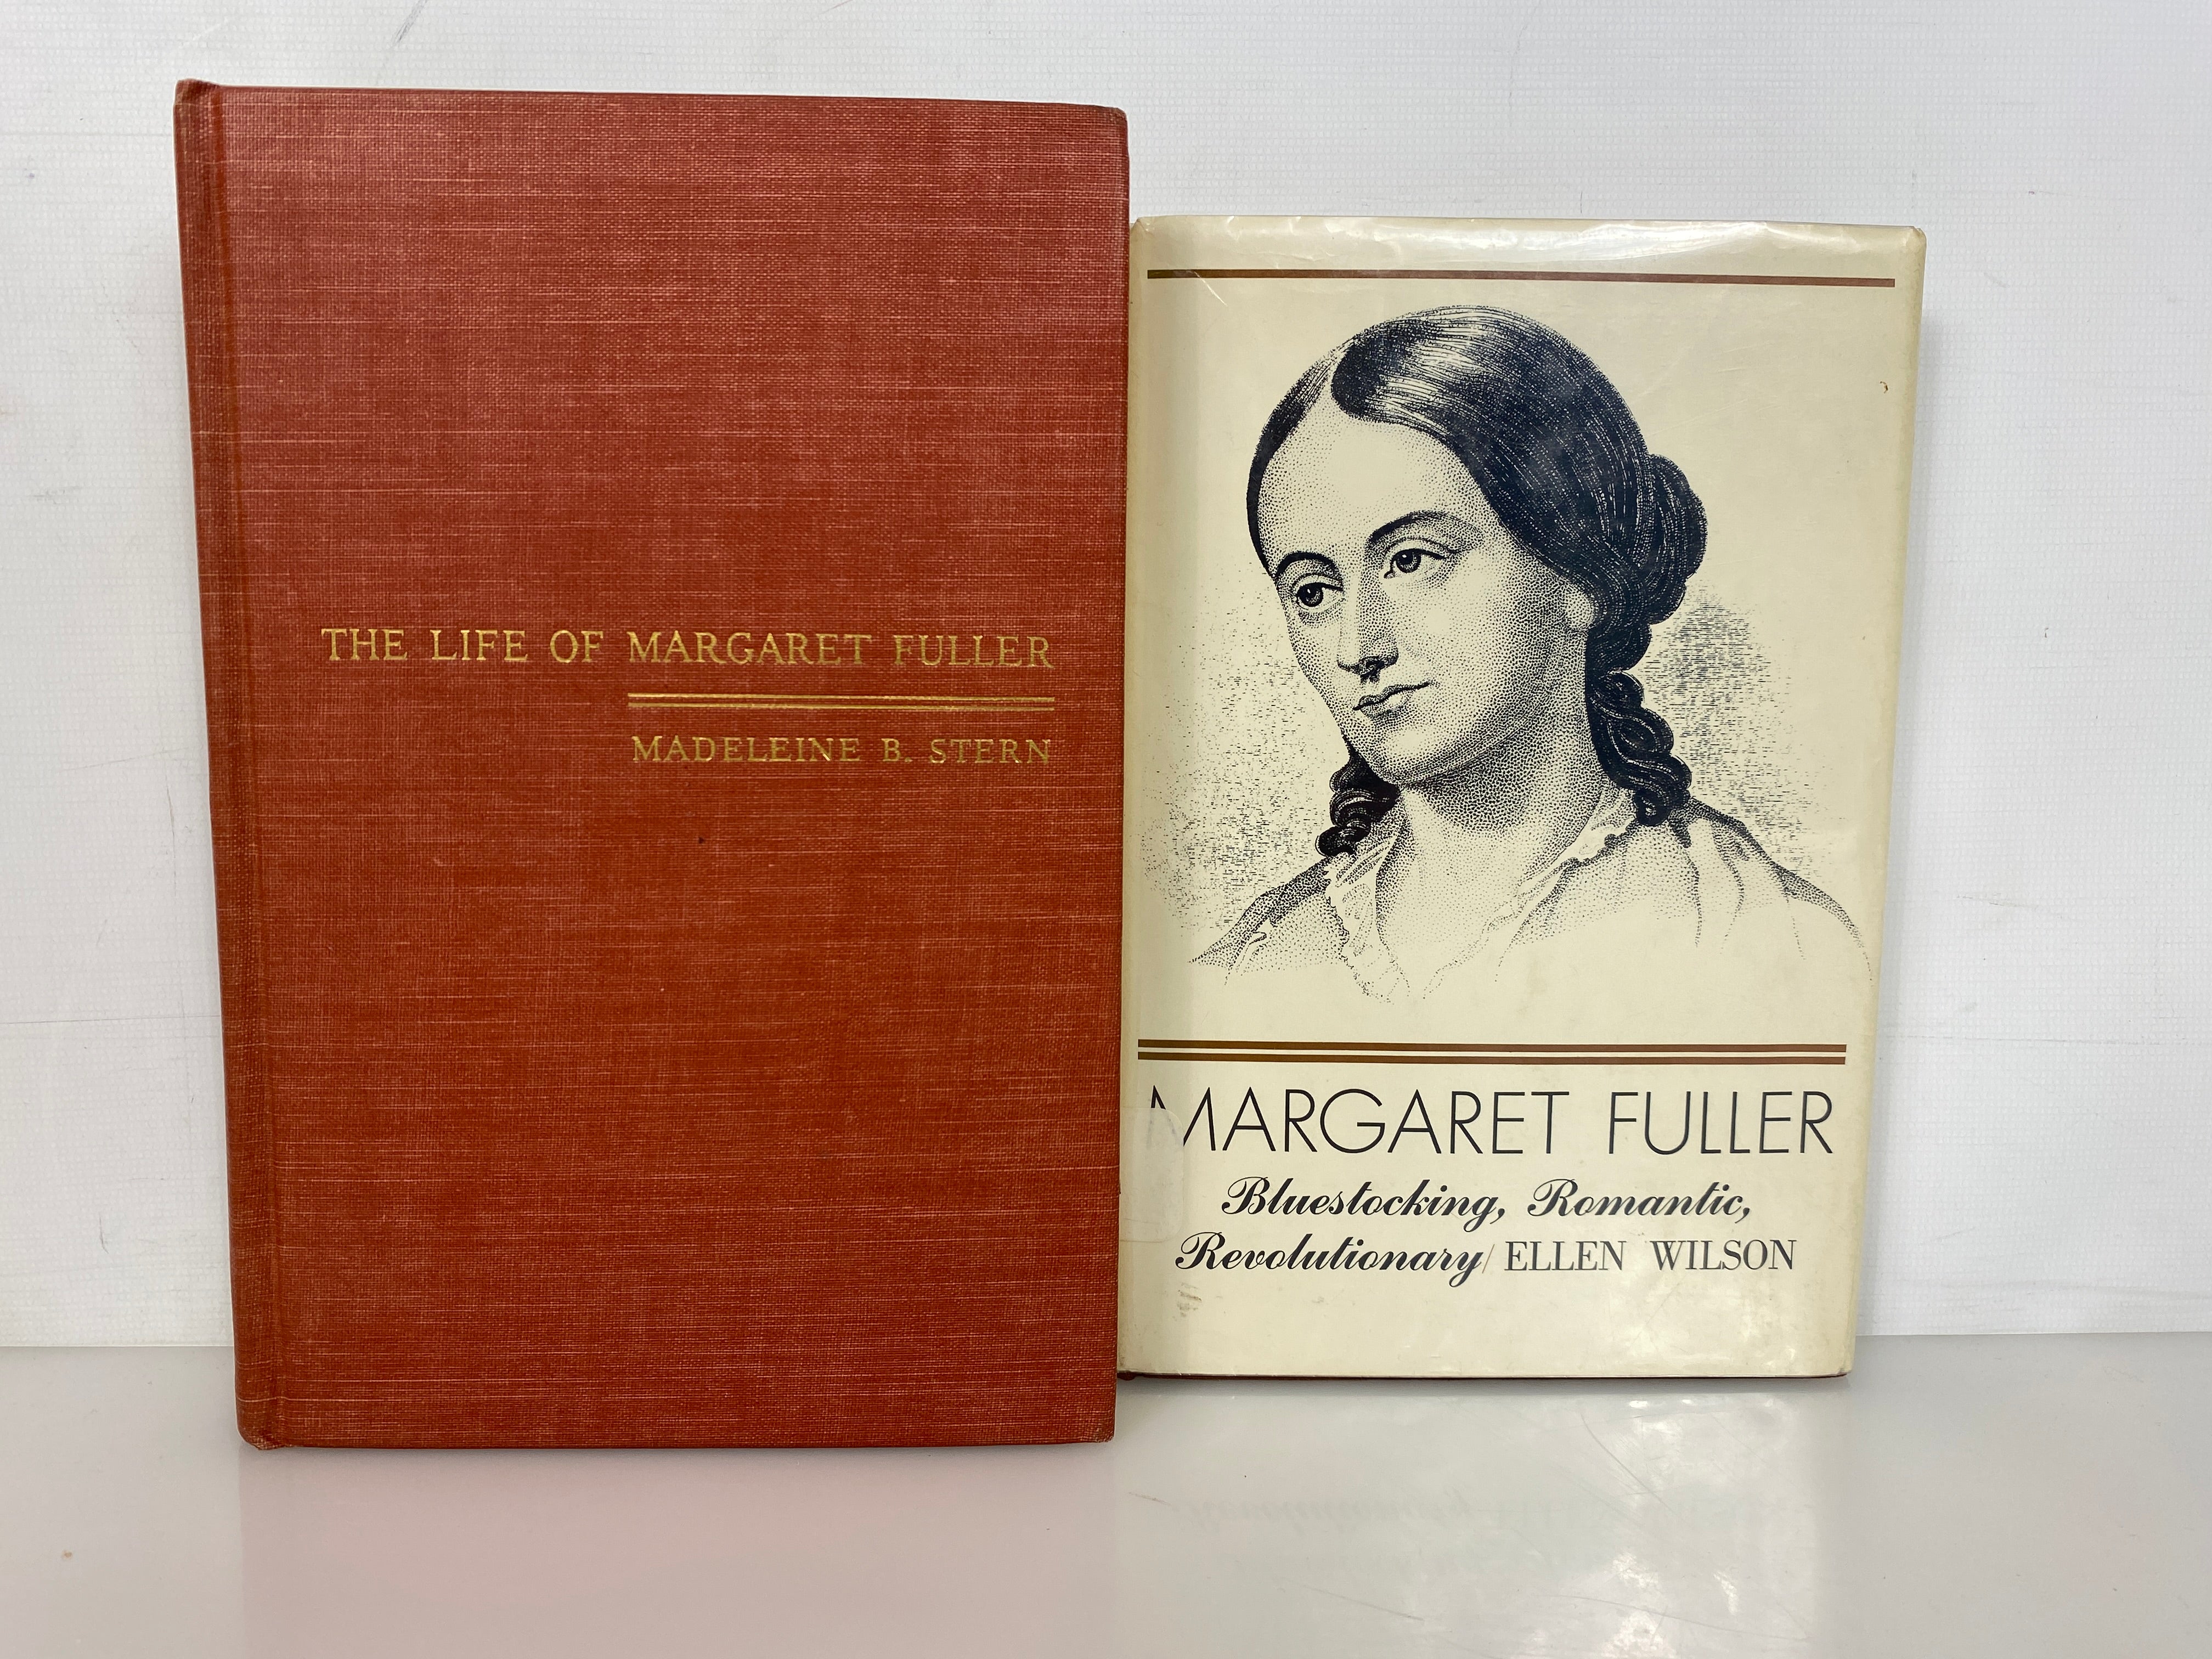 THE LIFE OF MARGARET FULLER
MADELEINE B. STERN
MARGARET FULLER
Bluestocking, Romantic,
Revolutionary/ ELLEN WILSON